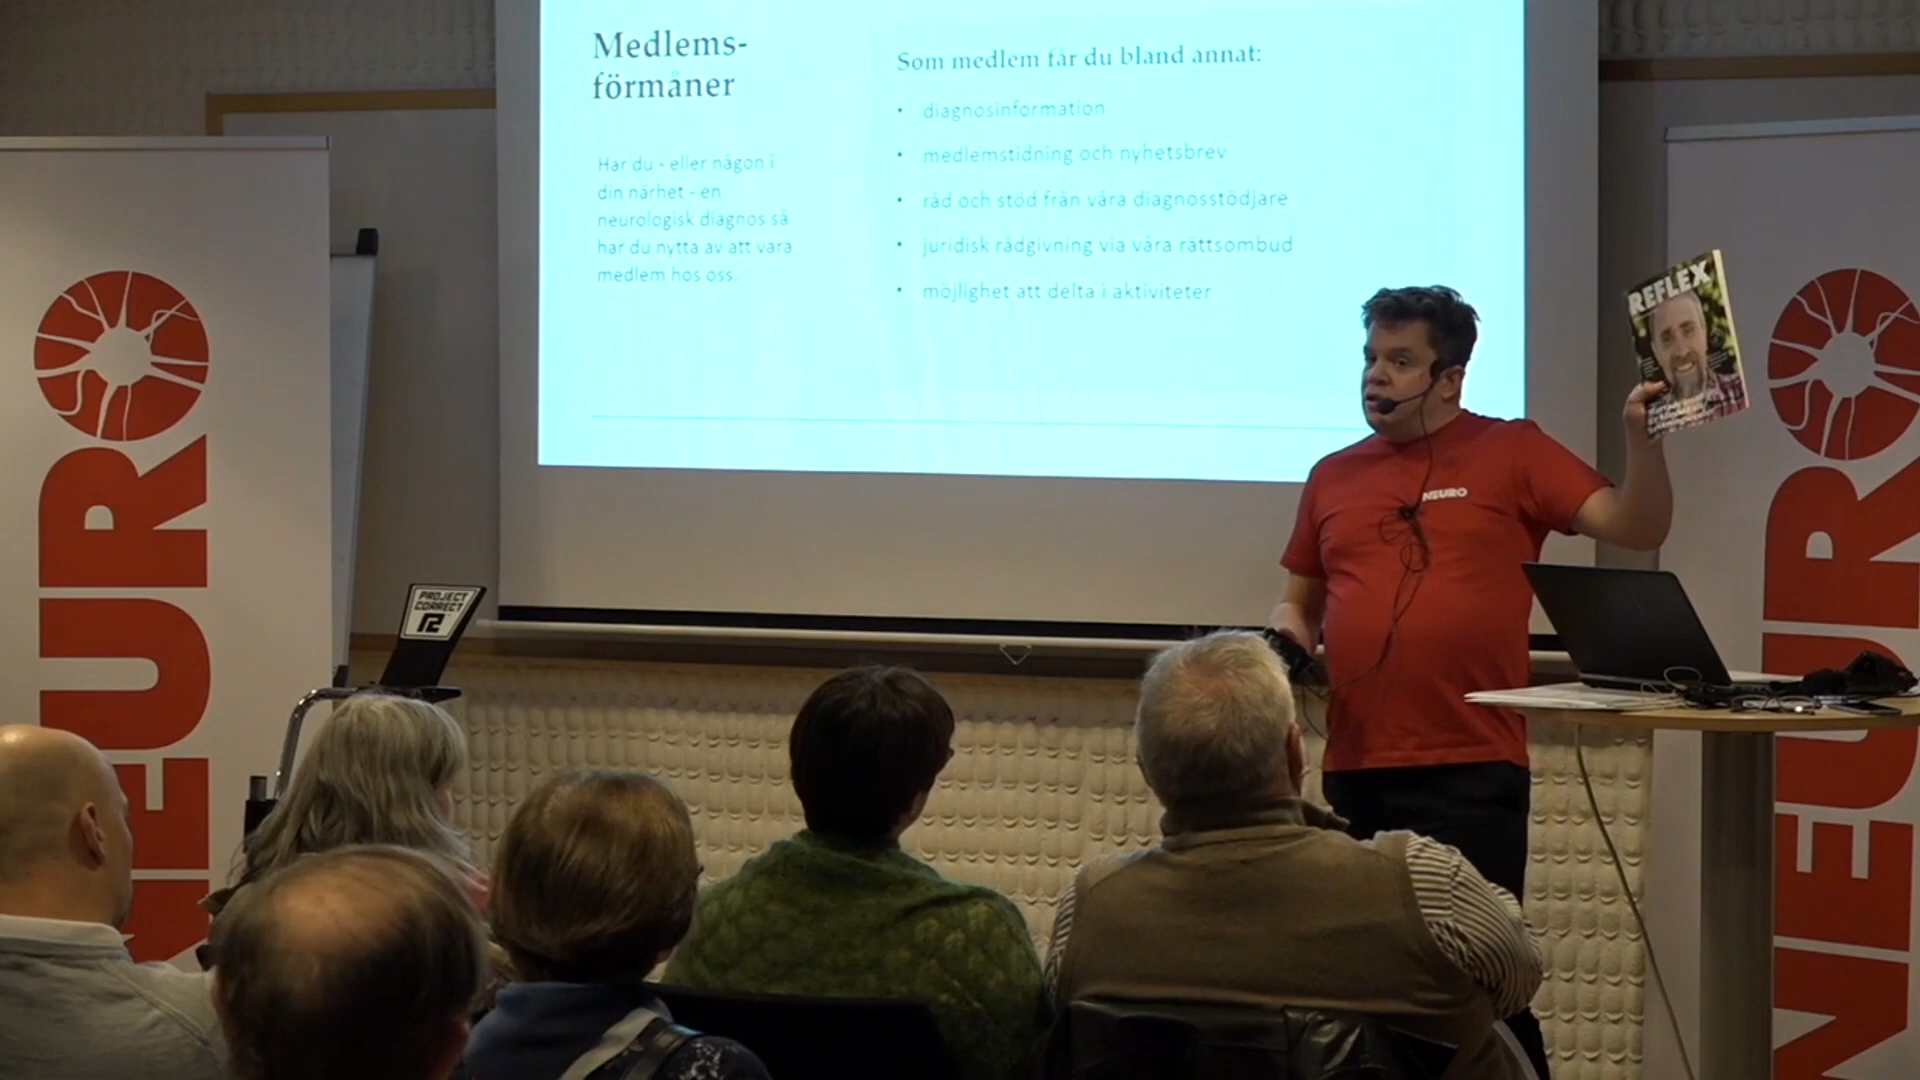 Medlems-
förmåner
Har du - eller någon i
din närhet - en
neurologisk diagnos så
har du nytta av att vara
medlem hos oss.
Som medlem får du bland annat:
• diagnosinformation
• medlemstidning och nyhetsbrev
• råd och stöd från våra diagnosstödjare
• juridisk rådgivning via våra rättsombud
• möjlighet att delta i aktiviteter
REFLEX
NEURO
NEURO
NEURO
PROJECT
CORRECT